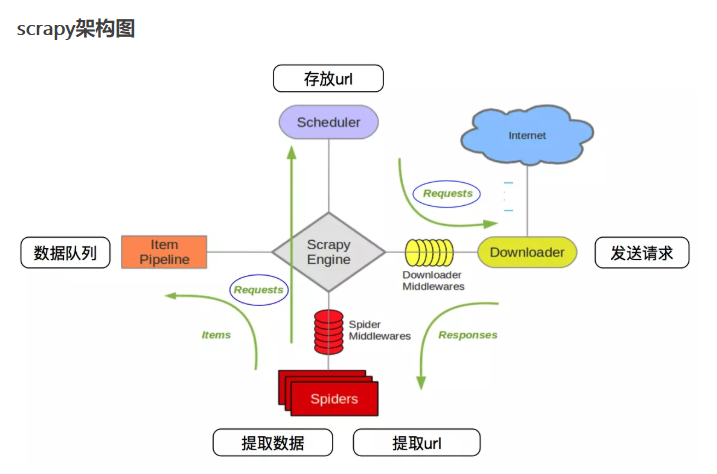 scrapy架构图
存放url
Scheduler
Internet
Requests
数据队列
Item
Pipeline
Scrapy
Engine
Downloader
发送请求
Downloader
Middlewares
Requests
Items
Spider
Middlewares
Responses
Spiders
提取数据
提取url